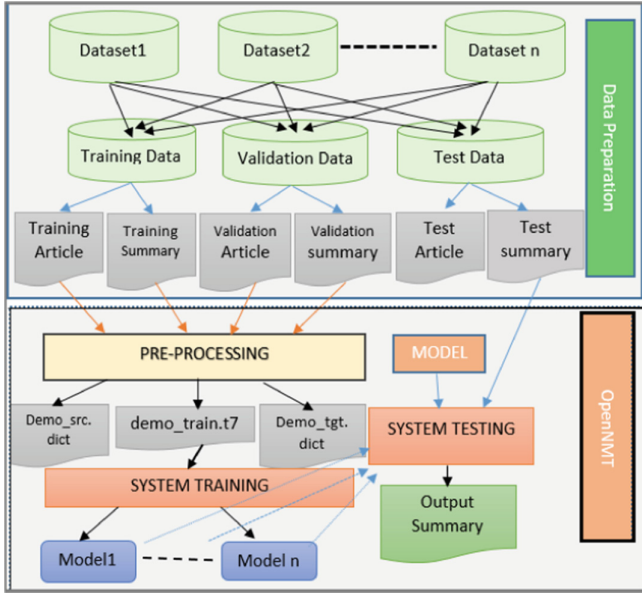 Dataset1
Dataset2
Dataset n
Data Preparation
Training Data
Validation Data
Test Data
Training
Article
Training
Summary
Validation
Article
Validation
summary
Test
Article
Test
summary
PRE-PROCESSING
MODEL
OpenNMT
Demo_src.
dict
demo_train.t7
Demo_tgt.
dict
SYSTEM TESTING
SYSTEM TRAINING
Output
Summary
Model1
Model n